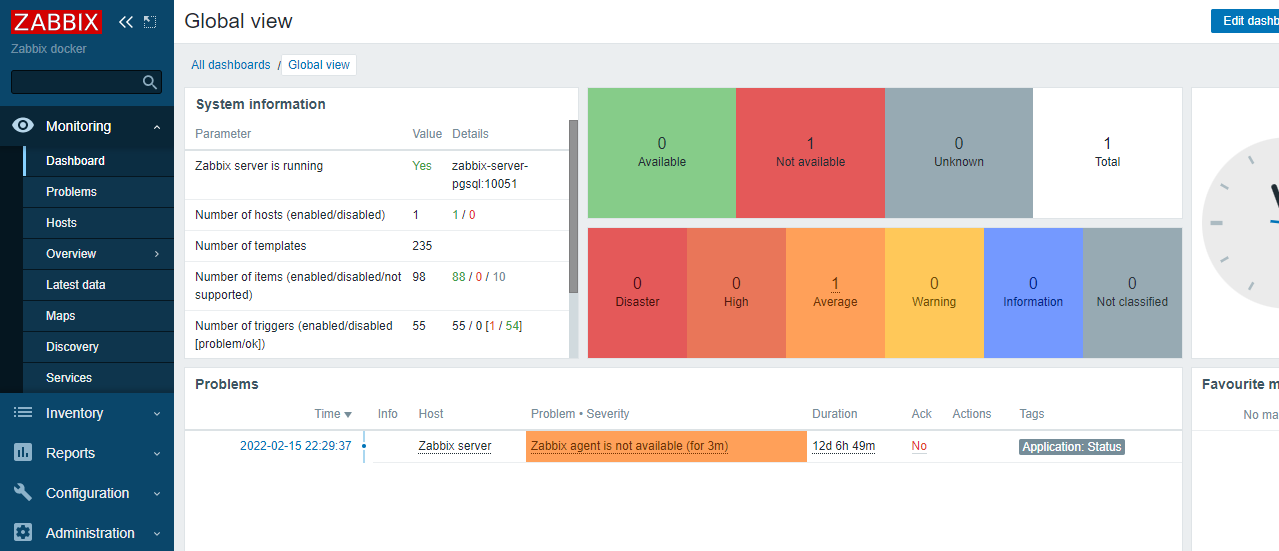 ZABBIX
Zabbix docker
Monitoring
Dashboard
Problems
Hosts
Overview
Latest data
Maps
Discovery
Services
Inventory
Reports
Configuration
Administration
Global view
Edit dashb
All dashboards / Global view
System information
Parameter Value Details
Zabbix server is running Yes zabbix-server-
pgsql:10051
Number of hosts (enabled/disabled) 1 1 / 0
Number of templates 235
Number of items (enabled/disabled/not 98 88 / 0 / 10
supported)
Number of triggers (enabled/disabled 55 55 / 0 [1 / 54]
[problem/ok])
0 1 0 1
Available Not available Unknown Total
0 0 1 0 0 0
Disaster High Average Warning Information Not classified
Problems
Time Info Host Problem • Severity Duration Ack Actions Tags
2022-02-15 22:29:37 Zabbix server Zabbix agent is not available (for 3m) 12d 6h 49m No Application: Status
Favourite m
No ma